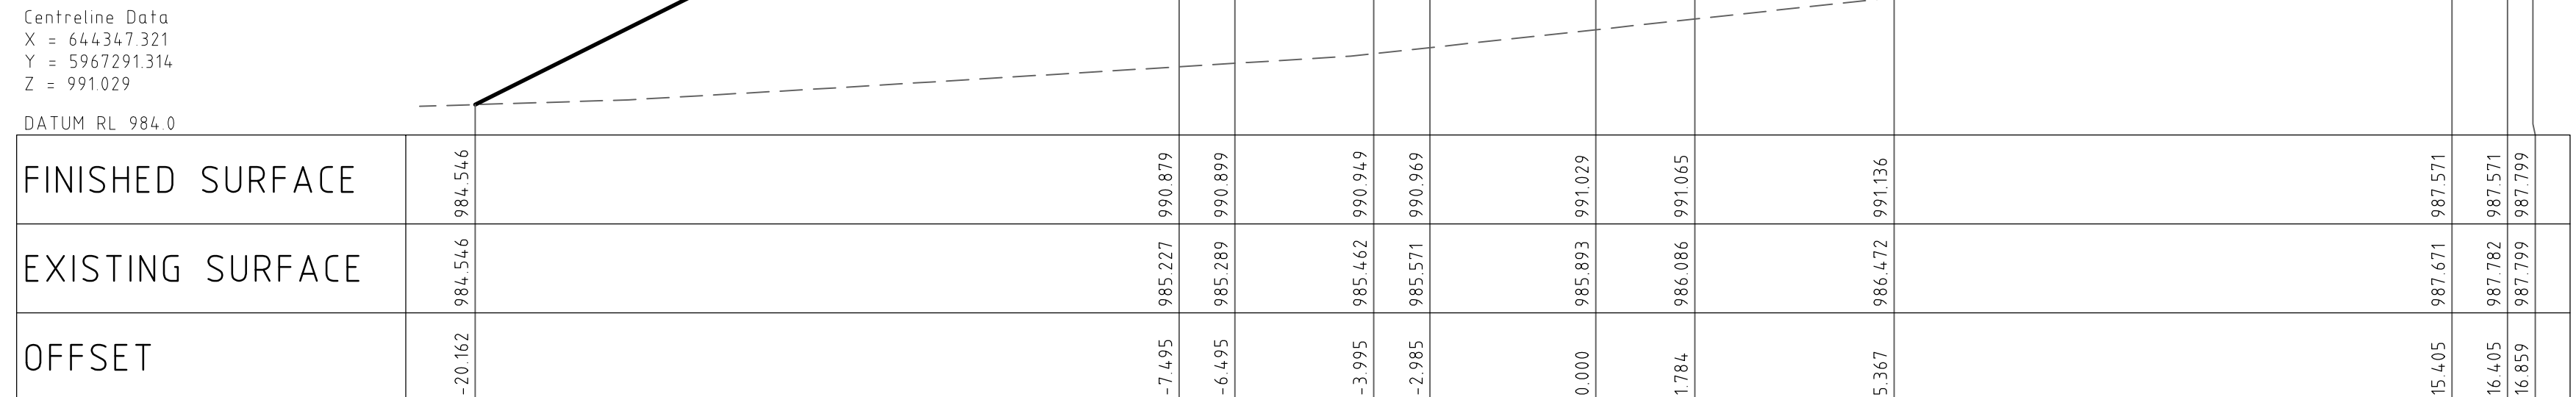 Centreline Data
X = 644347.321
Y = 5967291.314
Z = 991.029
DATUM RL 984.0
FINISHED SURFACE 984.546 990.879 990.899 990.949 990.969 991.029 991.065 991.136 987.571 987.571 987.799
EXISTING SURFACE 984.546 985.227 985.289 985.462 985.571 985.893 986.086 986.472 987.671 987.782 987.799
OFFSET -20.162 -7.495 -6.495 -3.995 -2.985 0.000 1.784 5.367 15.405 16.405 16.859